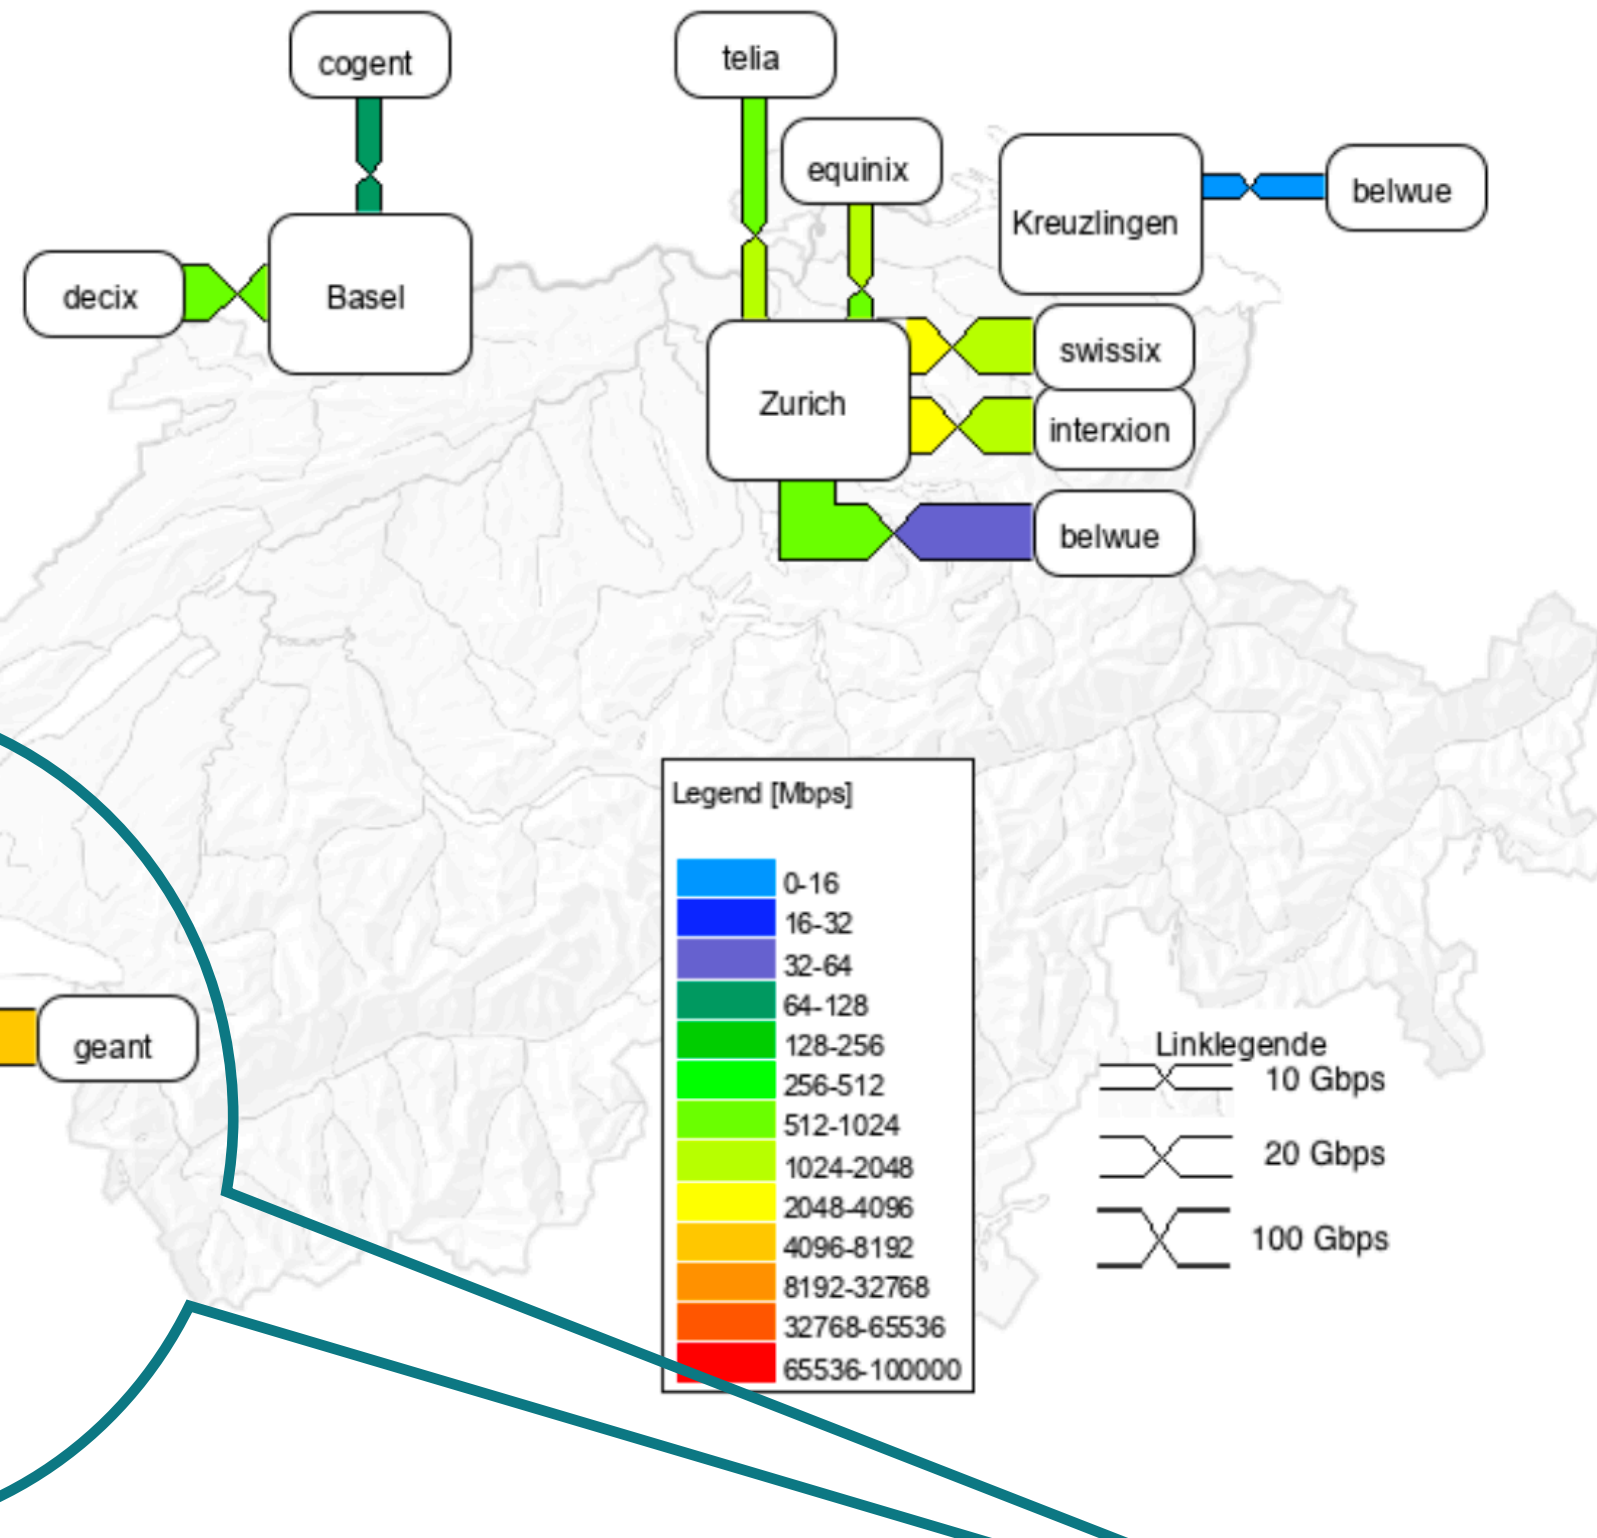 cogent
telia
equinix
Kreuzlingen
belwue
decix
Basel
swissix
Zurich
interxion
belwue
Legend [Mbps]
0-16
16-32
32-64
64-128
128-256
256-512
512-1024
1024-2048
2048-4096
4096-8192
8192-32768
32768-65536
65536-100000
geant
Linklegende
10 Gbps
20 Gbps
100 Gbps